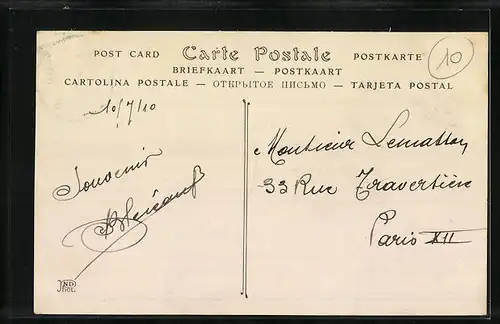 POST CARD Carte Postale POSTKARTE
BRIEFKAART — POSTKAART
CARTOLINA POSTALE — ОТКРЫТОЕ ПИСЬМО — TARJETA POSTAL
10
10/7/10
Souvenir
Monsieur
33 Rue Traversière
Paris XII
ND
Phot.